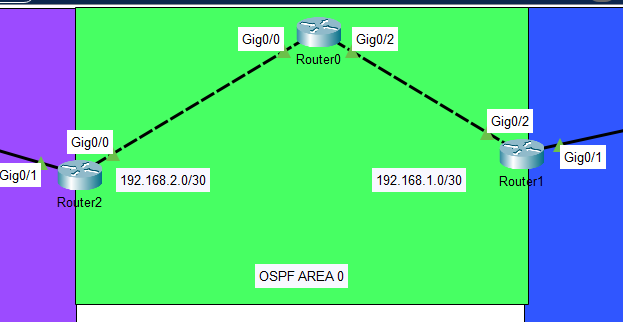 Gig0/0
Gig0/2
Router0
Gig0/0
Gig0/2
Gig0/1
Gig0/1
192.168.2.0/30
192.168.1.0/30
Router1
Router2
OSPF AREA 0